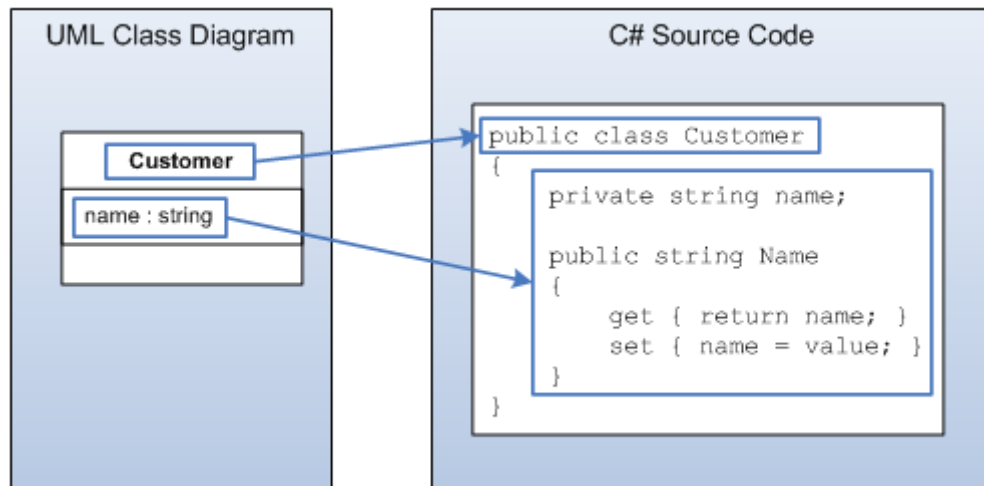 UML Class Diagram
Customer
name : string
C# Source Code
public class Customer
{
private string name;
public string Name
{
get { return name; }
set { name = value; }
}
}